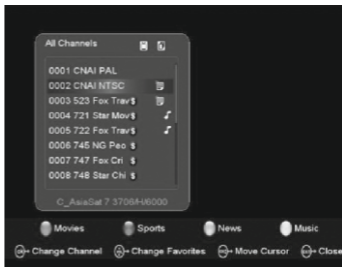 All Channels
0001 CNAI PAL
0002 CNAI NTSC
0003 523 Fox Trav $
0004 721 Star Mov $
0005 722 Fox Trav $
0006 745 NG Peo $
0007 747 Fox Cri $
0008 748 Star Chi $
C_AsiaSat 7 3706/H/6000
Movies Sports News Music
Change Channel Change Favorites Move Cursor Close